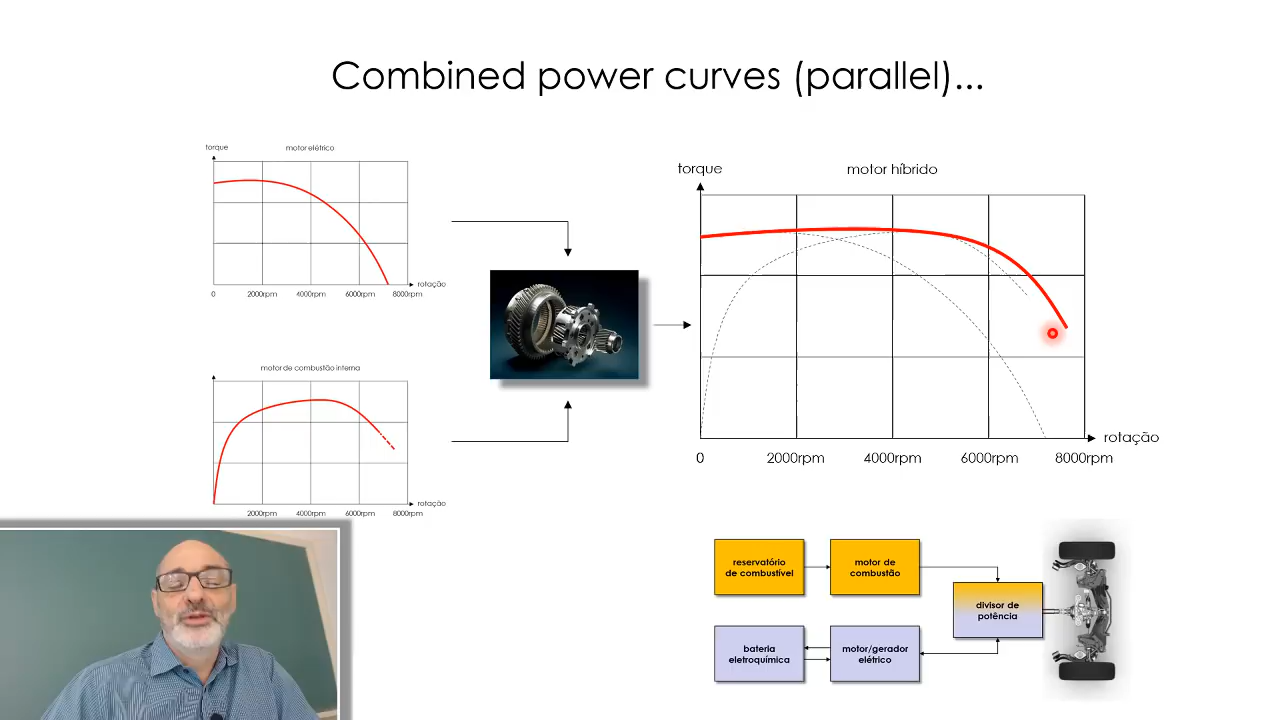 Combined power curves (parallel)...
torque
motor elétrico
rotação
0
2000rpm
4000rpm
6000rpm
8000rpm
motor de combustão interna
rotação
2000rpm
4000rpm
6000rpm
8000rpm
torque
motor híbrido
rotação
0
2000rpm
4000rpm
6000rpm
8000rpm
reservatório
de combustível
motor de
combustão
divisor de
potência
bateria
eletroquímica
motor/gerador
elétrico